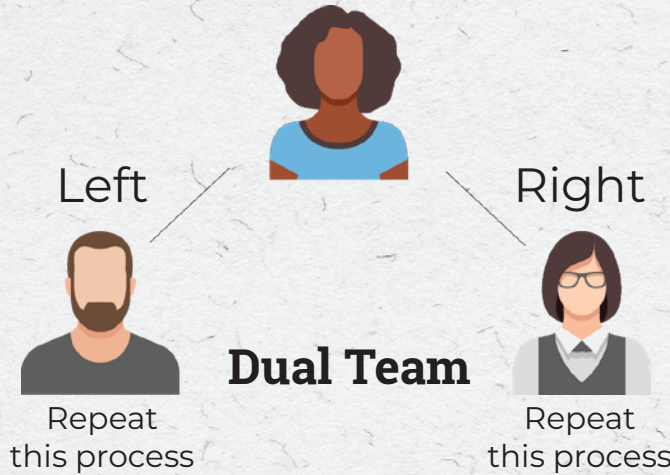 Left
Right
Dual Team
Repeat
this process
Repeat
this process